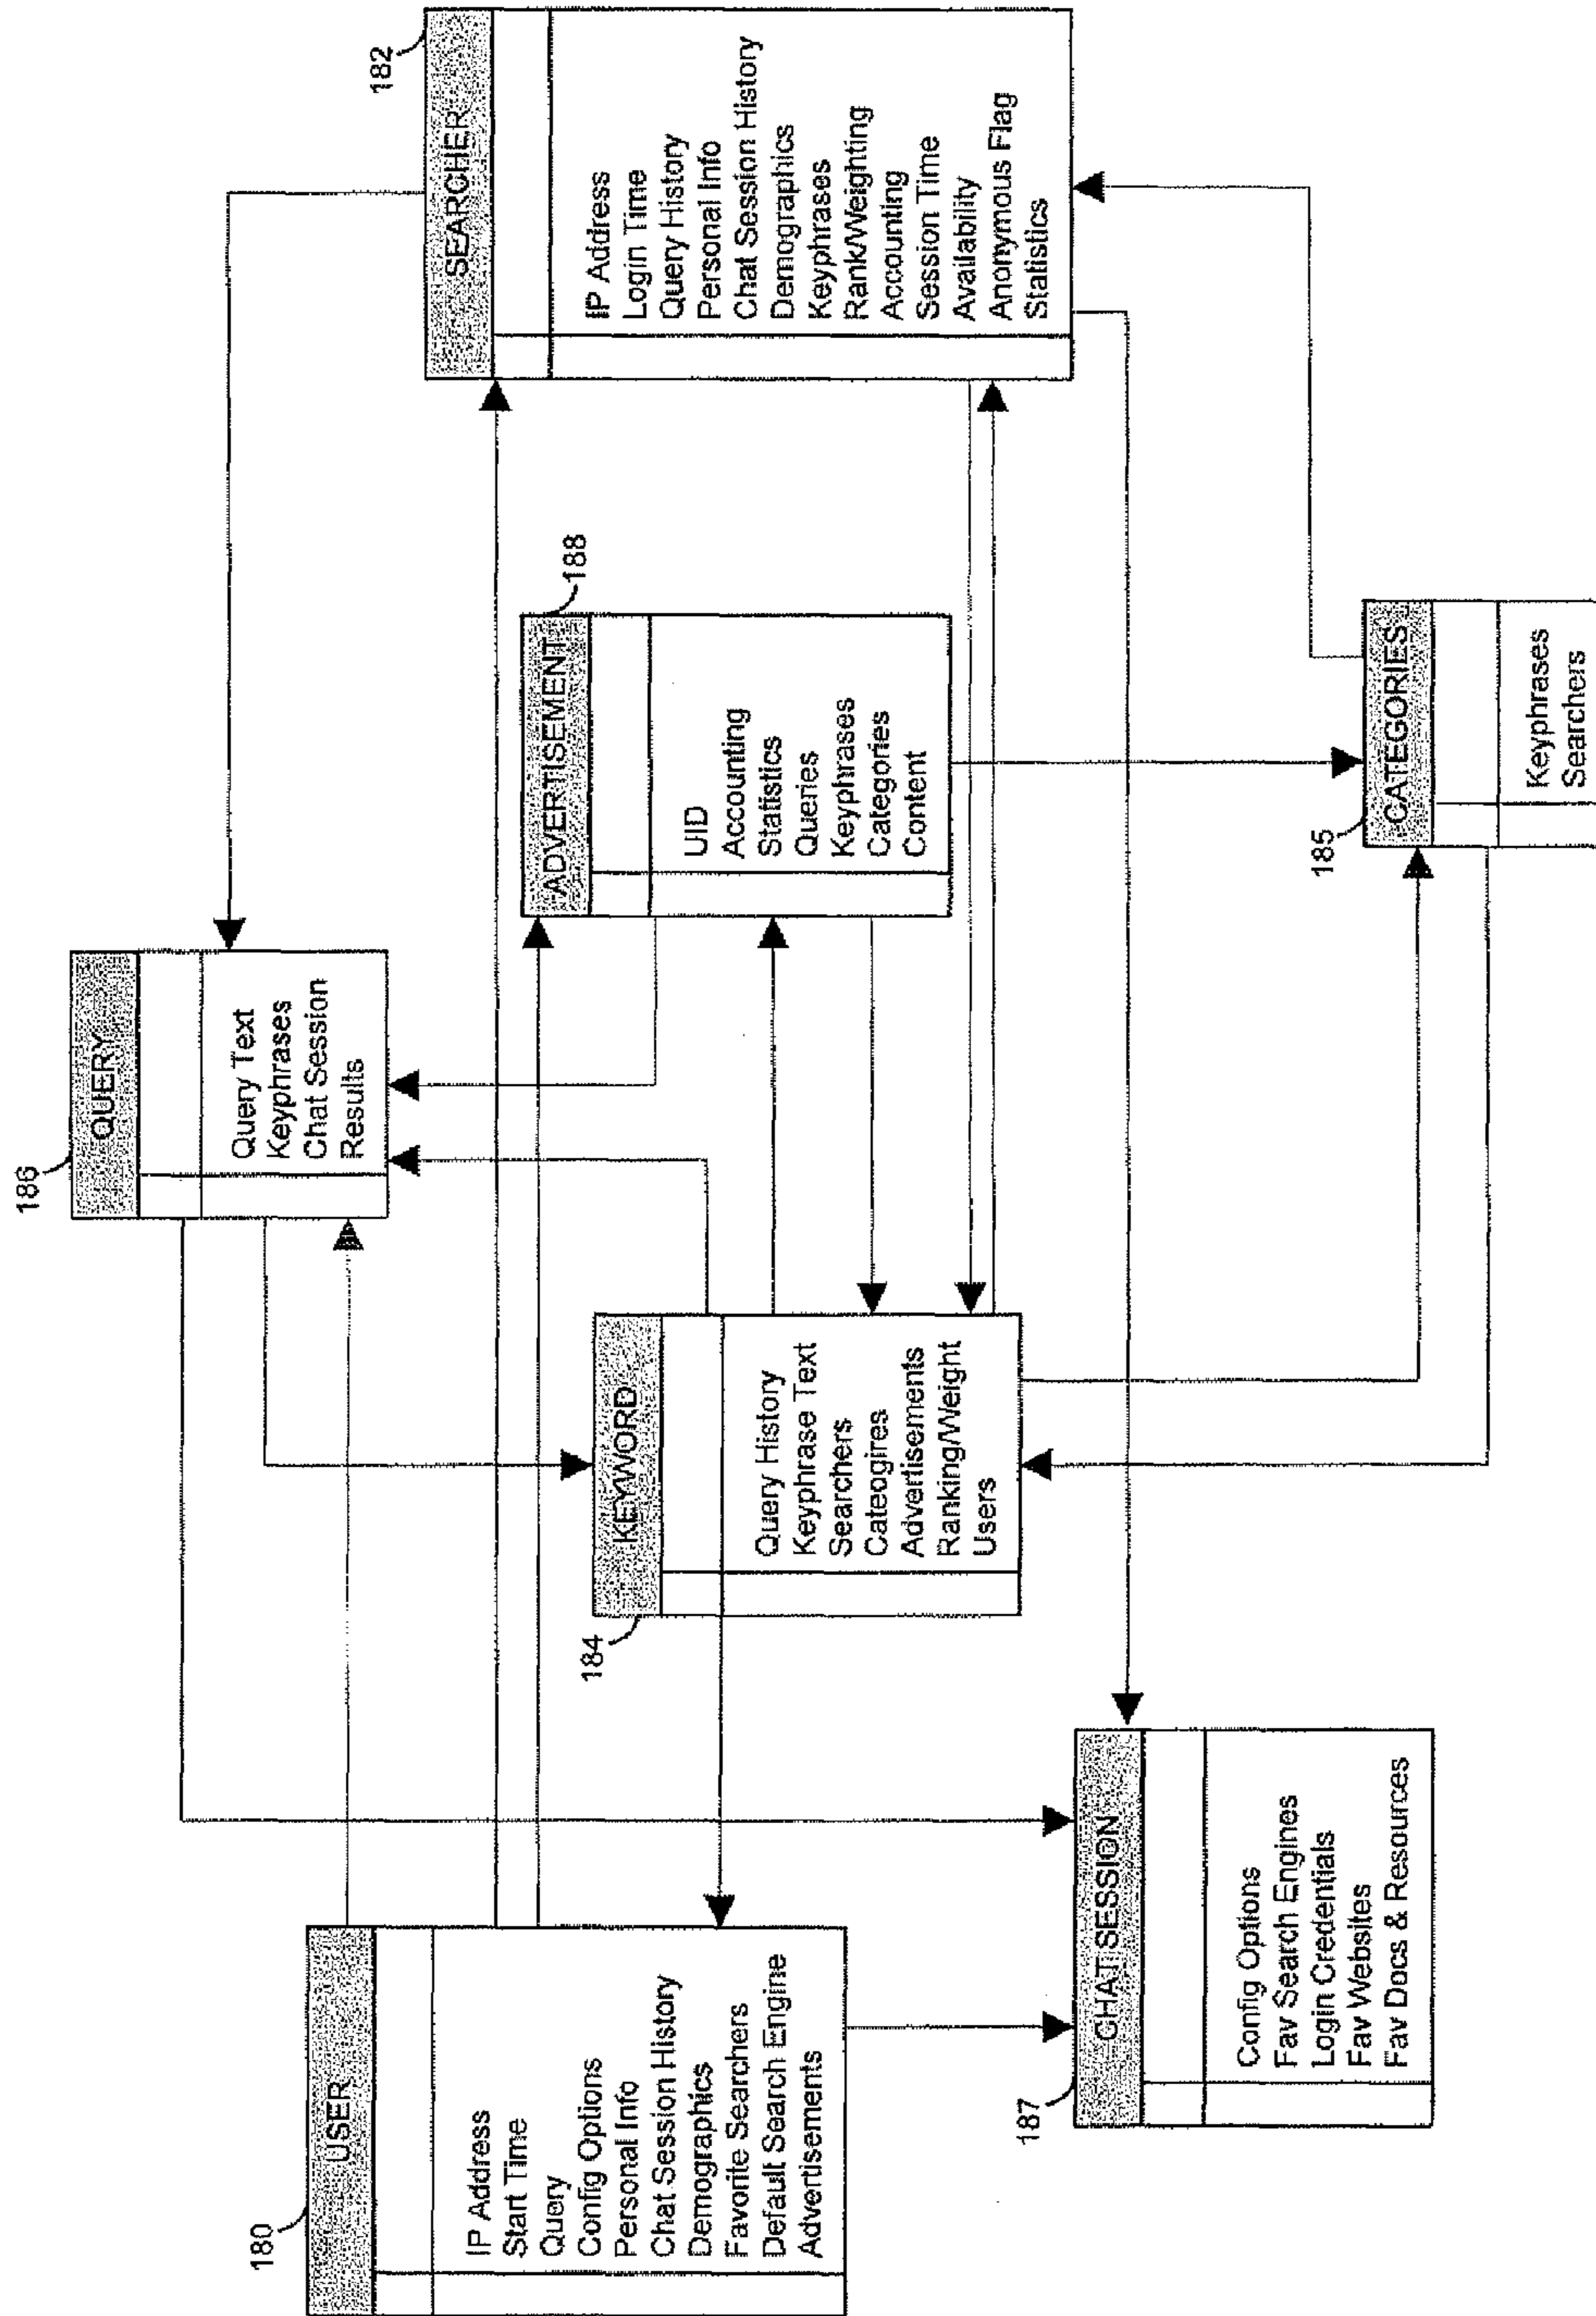 186
QUERY
Query Text
Keyphrases
Chat Session
Results
182
SEARCHER
IP Address
Login Time
Query History
Personal Info
Chat Session History
Demographics
Keyphrases
Rank/Weighting
Accounting
Session Time
Availability
Anonymous Flag
Statistics
180
USER
IP Address
Start Time
Query
Config Options
Personal Info
Chat Session History
Demographics
Favorite Searchers
Default Search Engine
Advertisements
184
KEYWORD
Query History
Keyphrase Text
Searchers
Cateogires
Advertisements
Ranking/Weight
Users
188
ADVERTISEMENT
UID
Accounting
Statistics
Queries
Keyphrases
Categories
Content
187
CHAT SESSION
Config Options
Fav Search Engines
Login Credentials
Fav Websites
Fav Docs & Resources
185
CATEGORIES
Keyphrases
Searchers